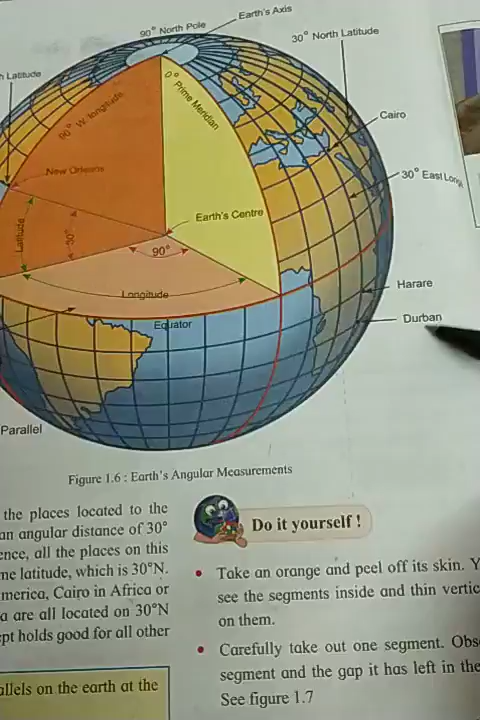 Earth's Axis
90° North Pole
30° North Latitude
Latitude
0° Prime Meridian
90° W. longitude
Cairo
New Orleans
30° East Long
Earth's Centre
Latitude
30°
90°
Longitude
Harare
Equator
Durban
Parallel
Figure 1.6 : Earth's Angular Measurements
the places located to the
an angular distance of 30°
ence, all the places on this
me latitude, which is 30°N.
merica, Cairo in Africa or
a are all located on 30°N
ept holds good for all other
allels on the earth at the
Do it yourself !
• Take an orange and peel off its skin. Y
see the segments inside and thin vertic
on them.
• Carefully take out one segment. Obs
segment and the gap it has left in the
See figure 1.7